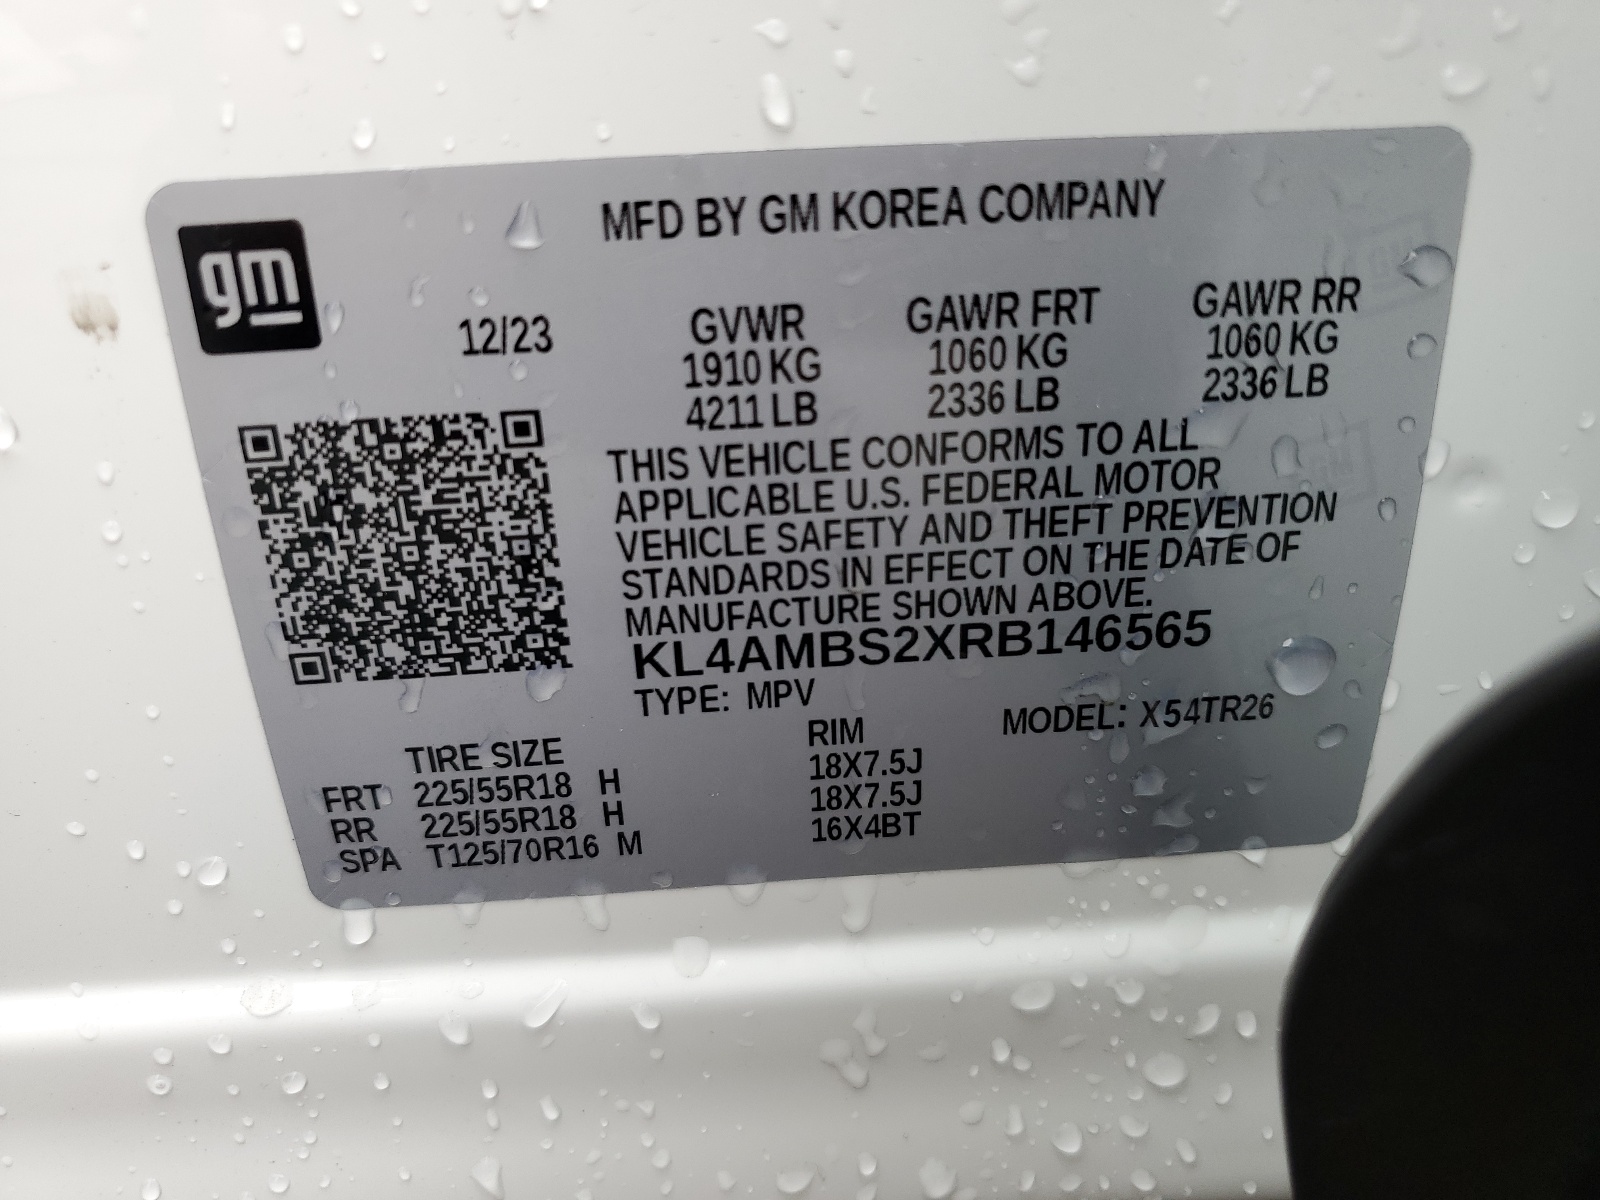 gm
MFD BY GM KOREA COMPANY
12/23
GVWR GAWR FRT GAWR RR
1910 KG 1060 KG 1060 KG
4211 LB 2336 LB 2336 LB
THIS VEHICLE CONFORMS TO ALL
APPLICABLE U.S. FEDERAL MOTOR
VEHICLE SAFETY AND THEFT PREVENTION
STANDARDS IN EFFECT ON THE DATE OF
MANUFACTURE SHOWN ABOVE.
KL4AMBS2XRB146565
TYPE: MPV MODEL: X54TR26
TIRE SIZE RIM
FRT 225/55R18 H 18X7.5J
RR 225/55R18 H 18X7.5J
SPA T125/70R16 M 16X4BT